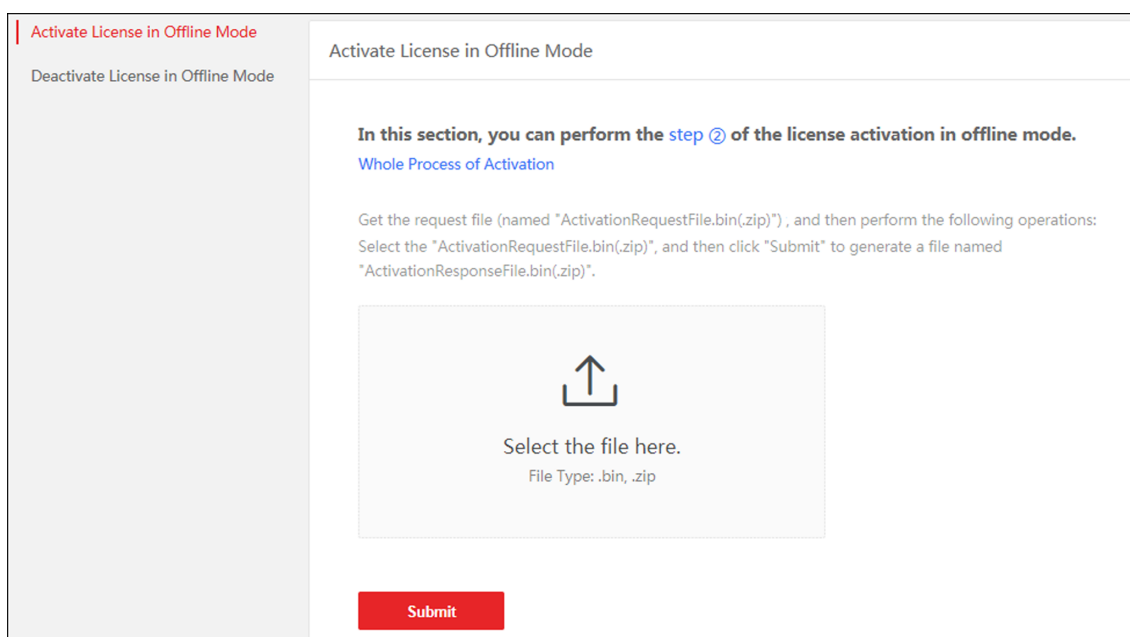 Activate License in Offline Mode
Deactivate License in Offline Mode
Activate License in Offline Mode
In this section, you can perform the step ② of the license activation in offline mode.
Whole Process of Activation
Get the request file (named "ActivationRequestFile.bin(.zip)") , and then perform the following operations:
Select the "ActivationRequestFile.bin(.zip)", and then click "Submit" to generate a file named
"ActivationResponseFile.bin(.zip)".
Select the file here.
File Type: .bin, .zip
Submit